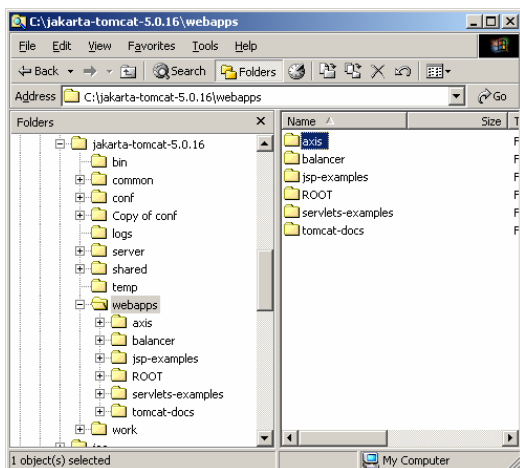 C:\jakarta-tomcat-5.0.16\webapps
File Edit View Favorites Tools Help
Back Search Folders
Address C:\jakarta-tomcat-5.0.16\webapps Go
Folders
jakarta-tomcat-5.0.16
bin
common
conf
Copy of conf
logs
server
shared
temp
webapps
axis
balancer
jsp-examples
ROOT
servlets-examples
tomcat-docs
work
Name Size T
axis F
balancer F
jsp-examples F
ROOT F
servlets-examples F
tomcat-docs F
1 object(s) selected My Computer